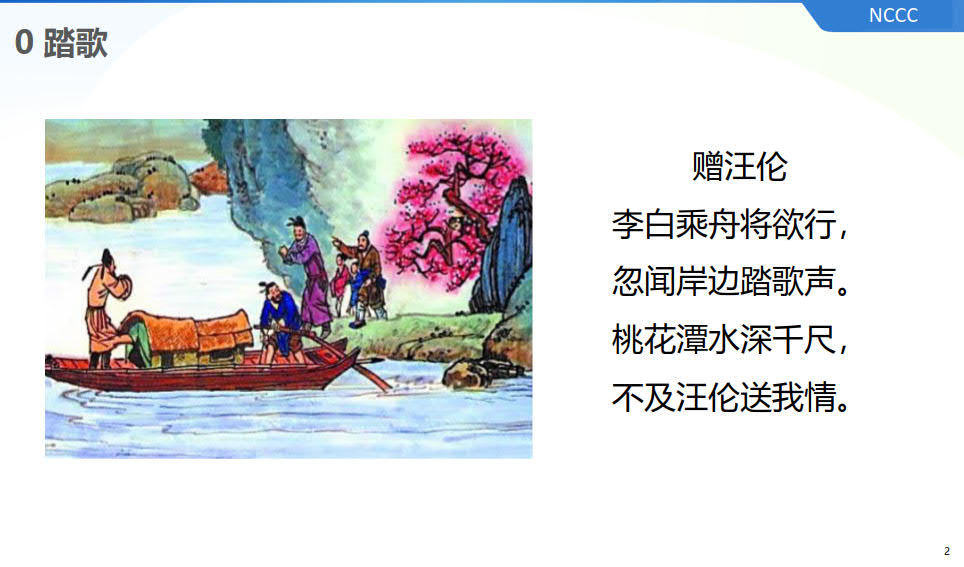 NCCC
0 踏歌
赠汪伦
李白乘舟将欲行，
忽闻岸边踏歌声。
桃花潭水深千尺，
不及汪伦送我情。
2